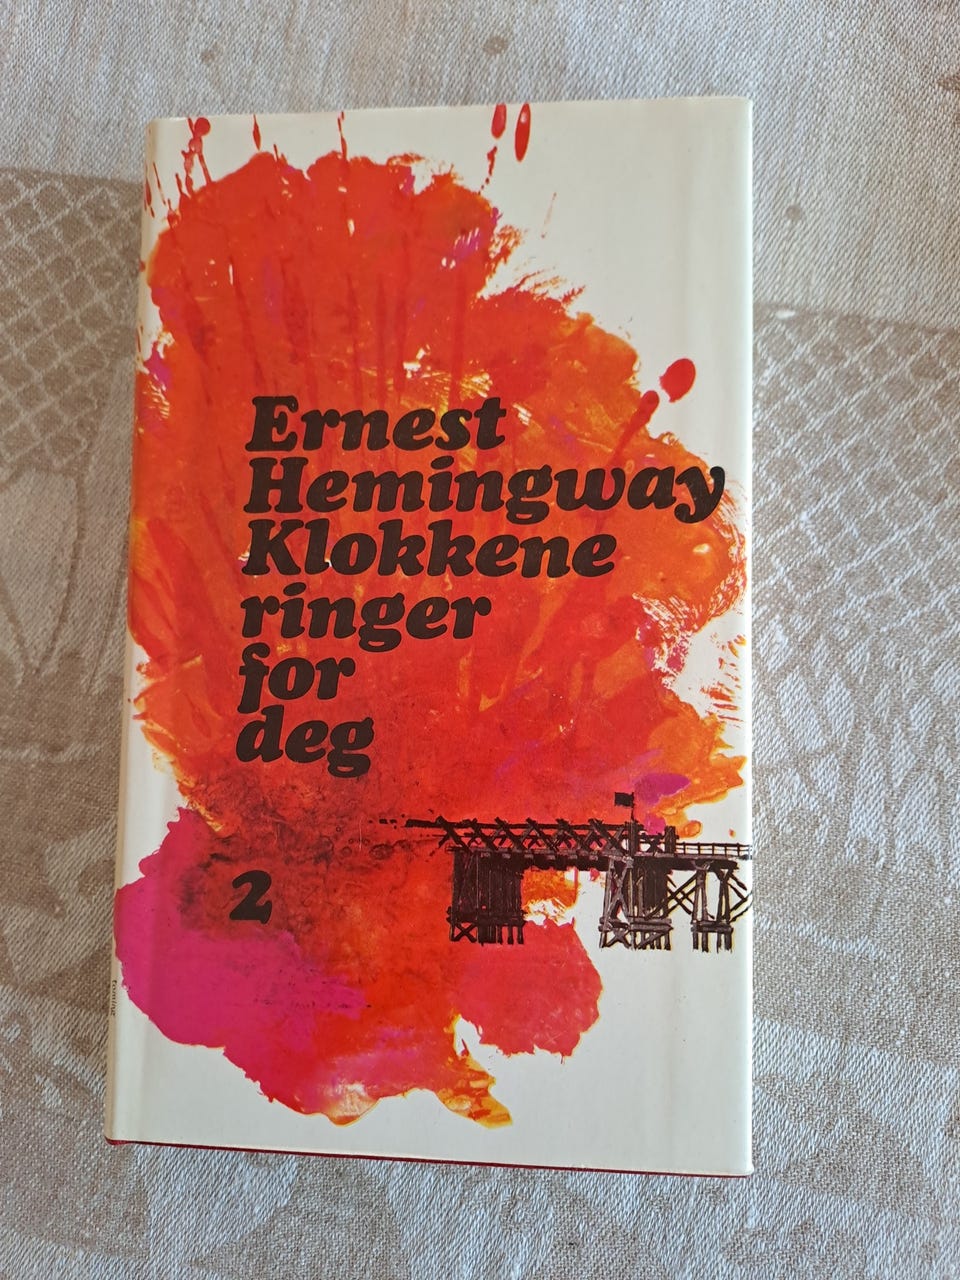 Ernest
Hemingway
Klokkene
ringer
for
deg
2